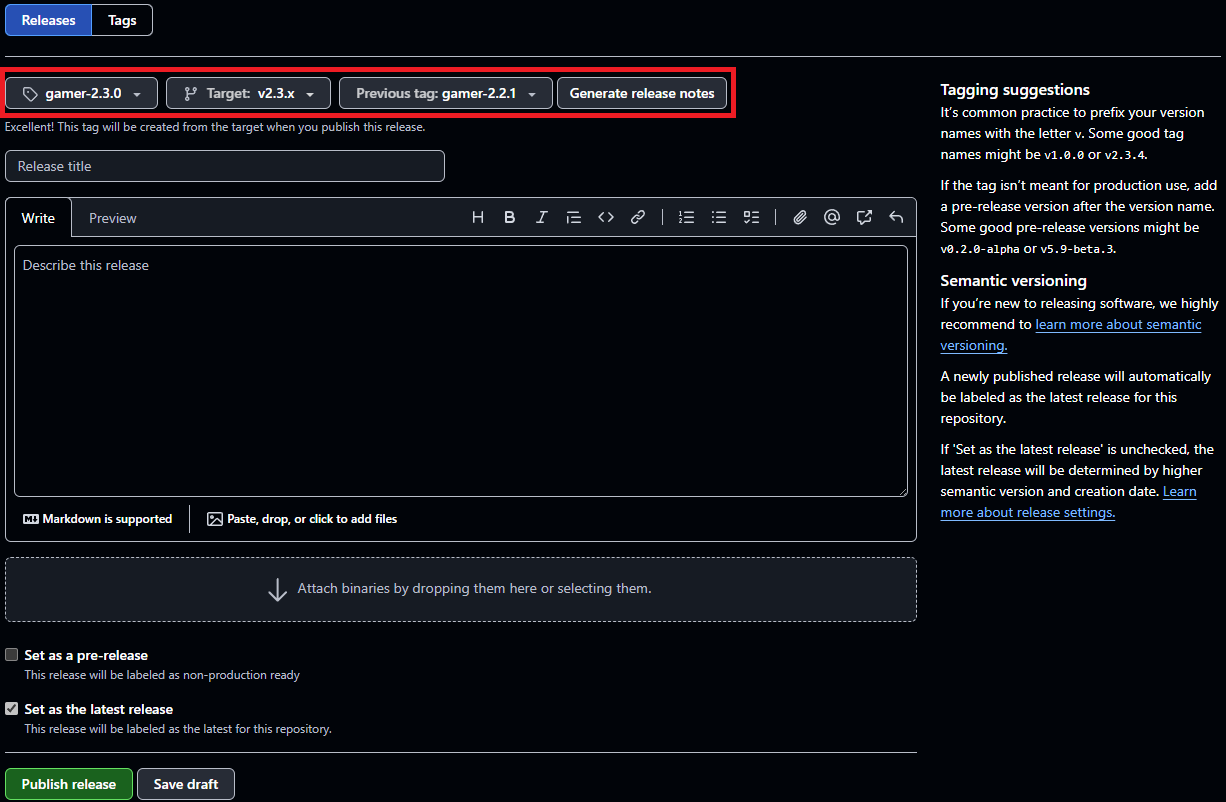 Releases Tags
gamer-2.3.0 Target: v2.3.x Previous tag: gamer-2.2.1 Generate release notes
Excellent! This tag will be created from the target when you publish this release.
Release title
Write Preview
Describe this release
Markdown is supported Paste, drop, or click to add files
Attach binaries by dropping them here or selecting them.
Set as a pre-release
This release will be labeled as non-production ready
Set as the latest release
This release will be labeled as the latest for this repository.
Publish release Save draft
Tagging suggestions
It's common practice to prefix your version
names with the letter v. Some good tag
names might be v1.0.0 or v2.3.4.
If the tag isn't meant for production use, add
a pre-release version after the version name.
Some good pre-release versions might be
v0.2.0-alpha or v5.9-beta.3.
Semantic versioning
If you're new to releasing software, we highly
recommend to learn more about semantic
versioning.
A newly published release will automatically
be labeled as the latest release for this
repository.
If 'Set as the latest release' is unchecked, the
latest release will be determined by higher
semantic version and creation date. Learn
more about release settings.